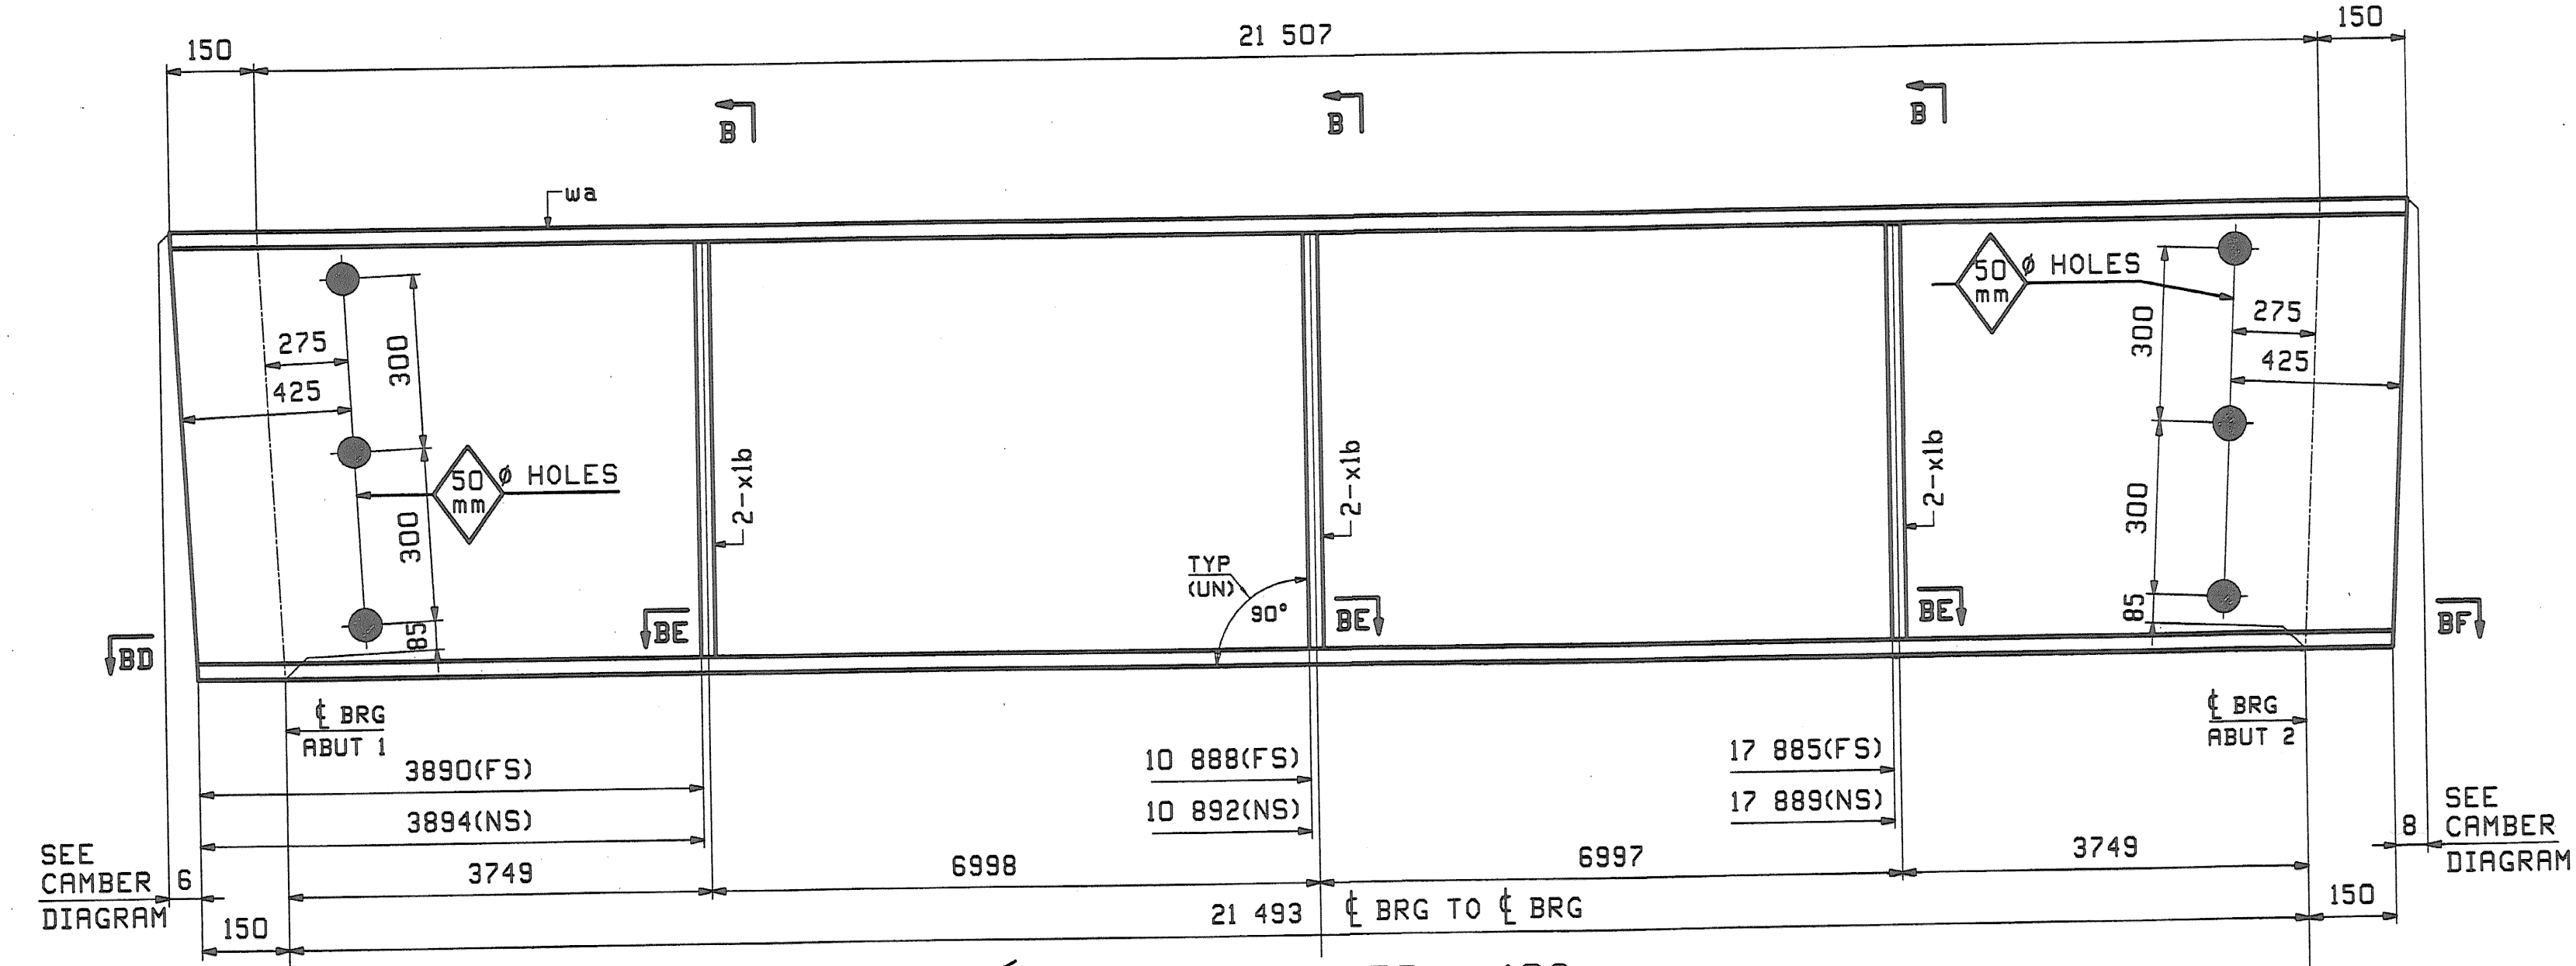 150
21 507
150
B
B
B
wa
50
mm
Ø HOLES
275
300
425
300
275
425
50
mm
Ø HOLES
300
300
85
85
2-x1b
2-x1b
2-x1b
TYP
(UN)
90°
BD
BE
BE
BE
BF
℄ BRG
ABUT 1
℄ BRG
ABUT 2
3890(FS)
10 888(FS)
17 885(FS)
3894(NS)
10 892(NS)
17 889(NS)
SEE
CAMBER
DIAGRAM
6
3749
6998
6997
3749
8
SEE
CAMBER
DIAGRAM
150
21 493 ℄ BRG TO ℄ BRG
150